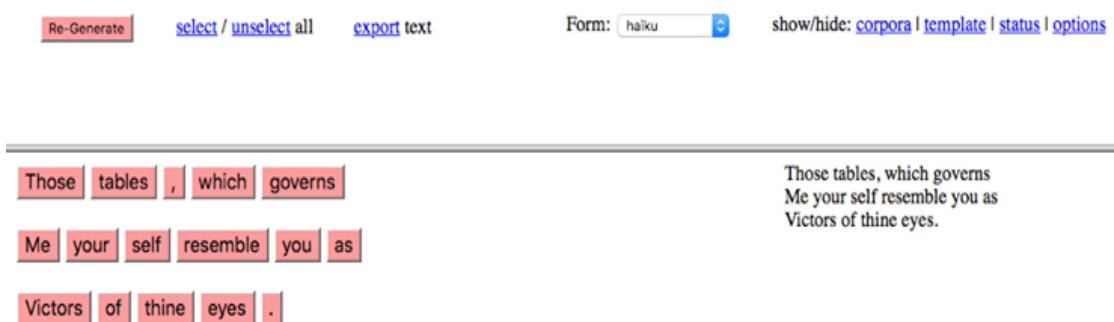 Re-Generate select / unselect all export text Form: haiku show/hide: corpora | template | status | options
Those tables , which governs
Me your self resemble you as
Victors of thine eyes .
Those tables, which governs
Me your self resemble you as
Victors of thine eyes.